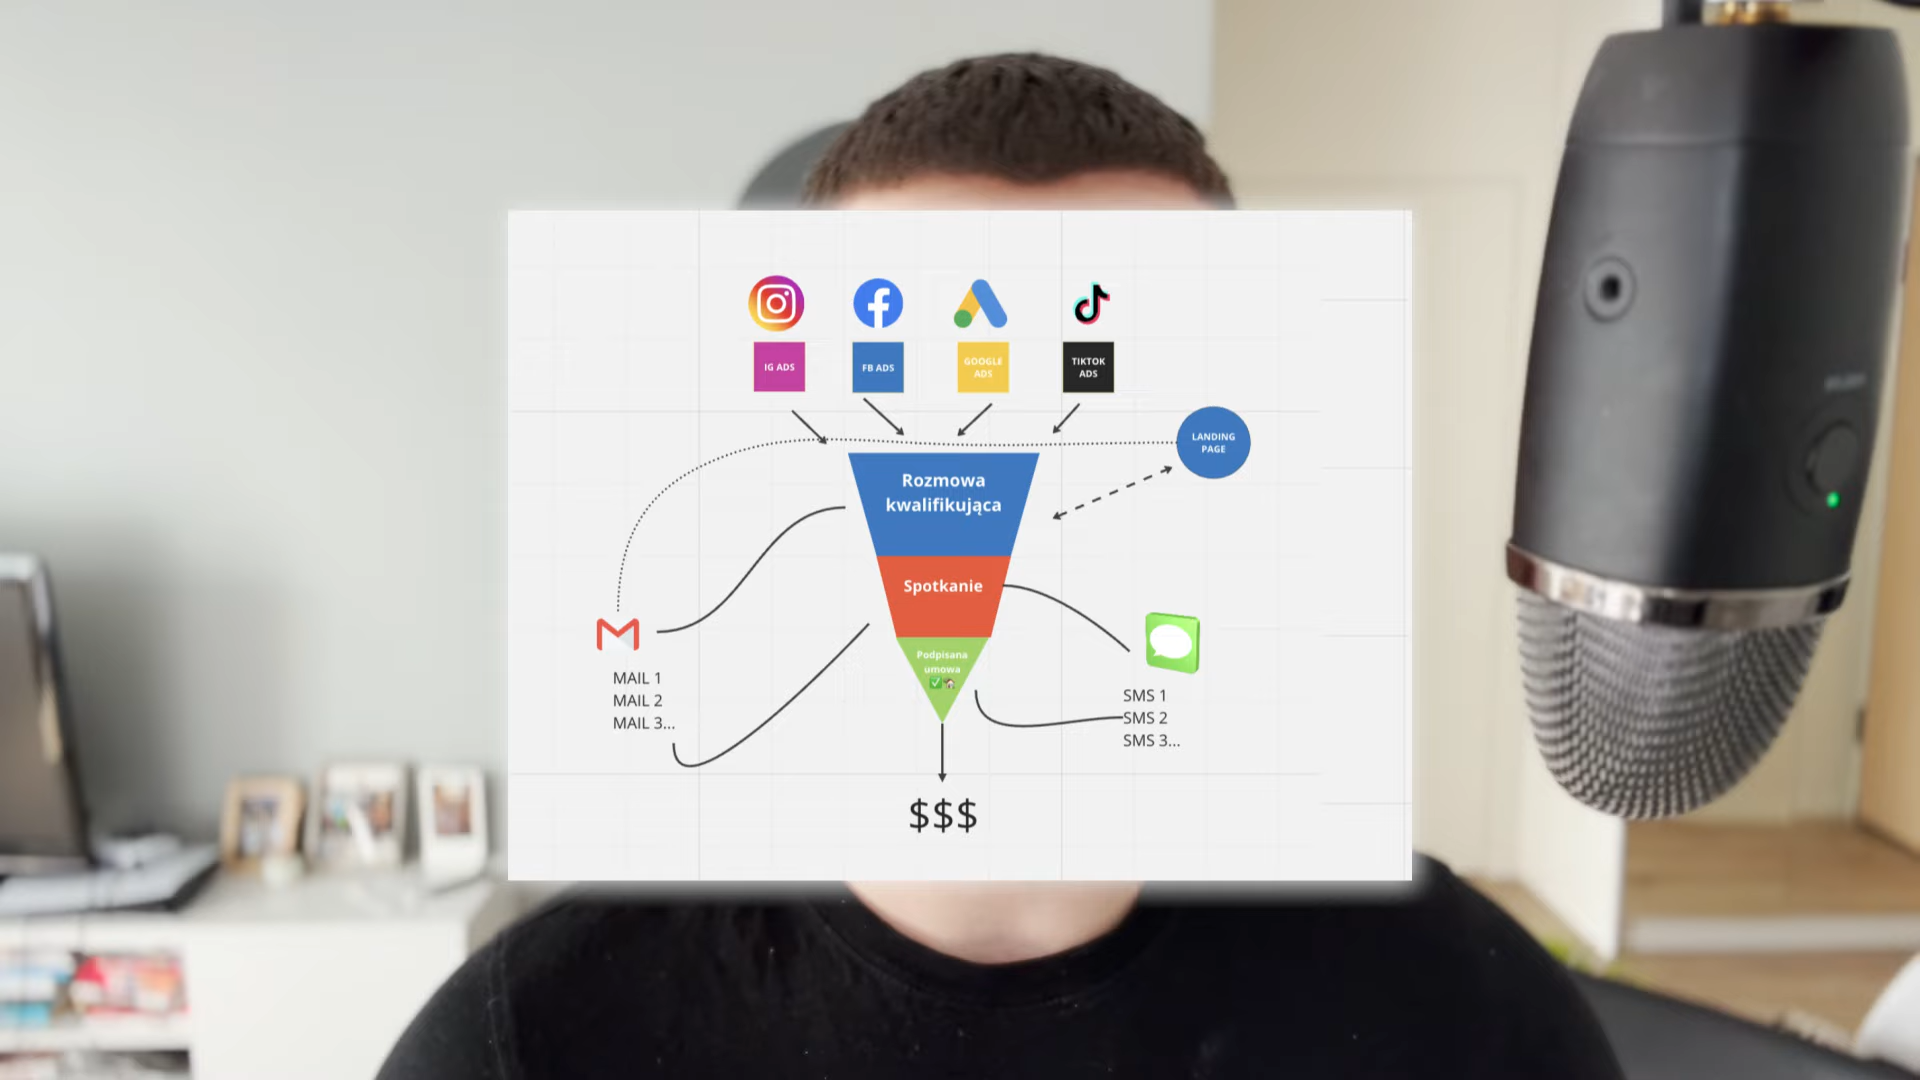 IG ADS
FB ADS
GOOGLE
ADS
TIKTOK
ADS
LANDING
PAGE
Rozmowa
kwalifikująca
Spotkanie
Podpisana
umowa
MAIL 1
MAIL 2
MAIL 3...
SMS 1
SMS 2
SMS 3...
$$$